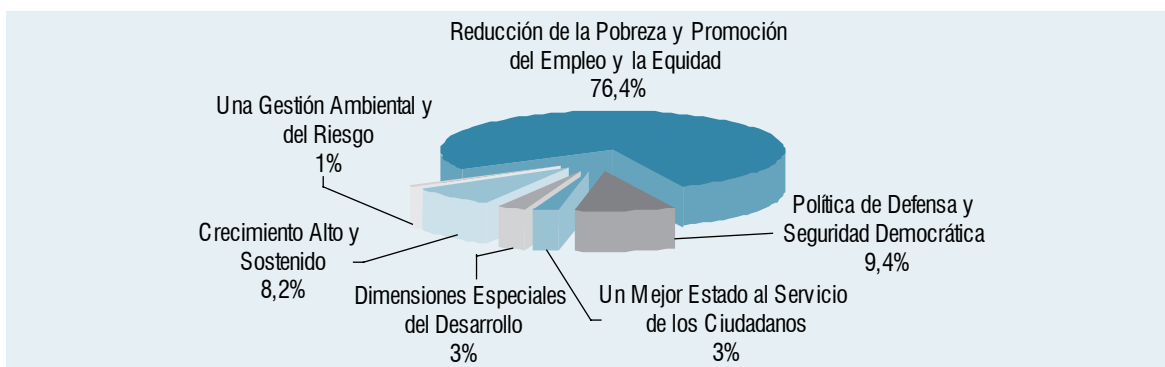 Reducción de la Pobreza y Promoción
del Empleo y la Equidad
76,4%
Una Gestión Ambiental y
del Riesgo
1%
Política de Defensa y
Seguridad Democrática
9,4%
Crecimiento Alto y
Sostenido
8,2%
Dimensiones Especiales
del Desarrollo
3%
Un Mejor Estado al Servicio
de los Ciudadanos
3%